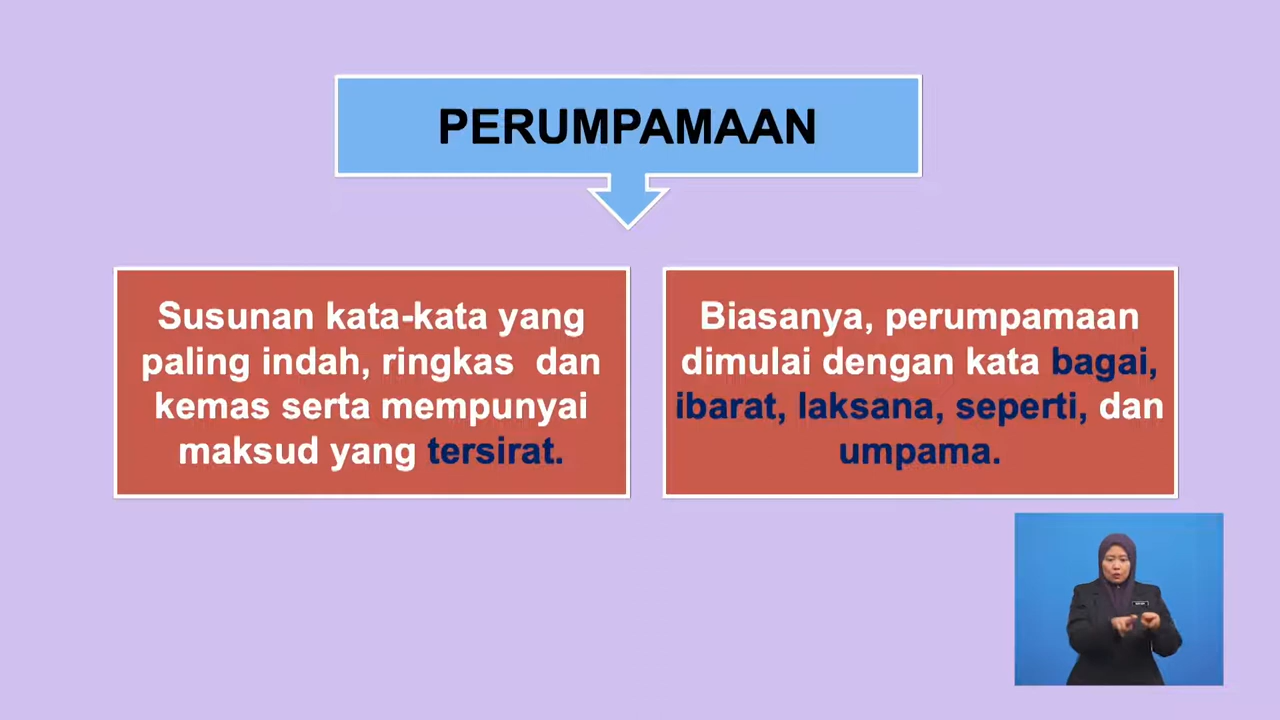 PERUMPAMAAN
Susunan kata-kata yang
paling indah, ringkas  dan
kemas serta mempunyai
maksud yang tersirat.
Biasanya, perumpamaan
dimulai dengan kata bagai,
ibarat, laksana, seperti, dan
umpama.